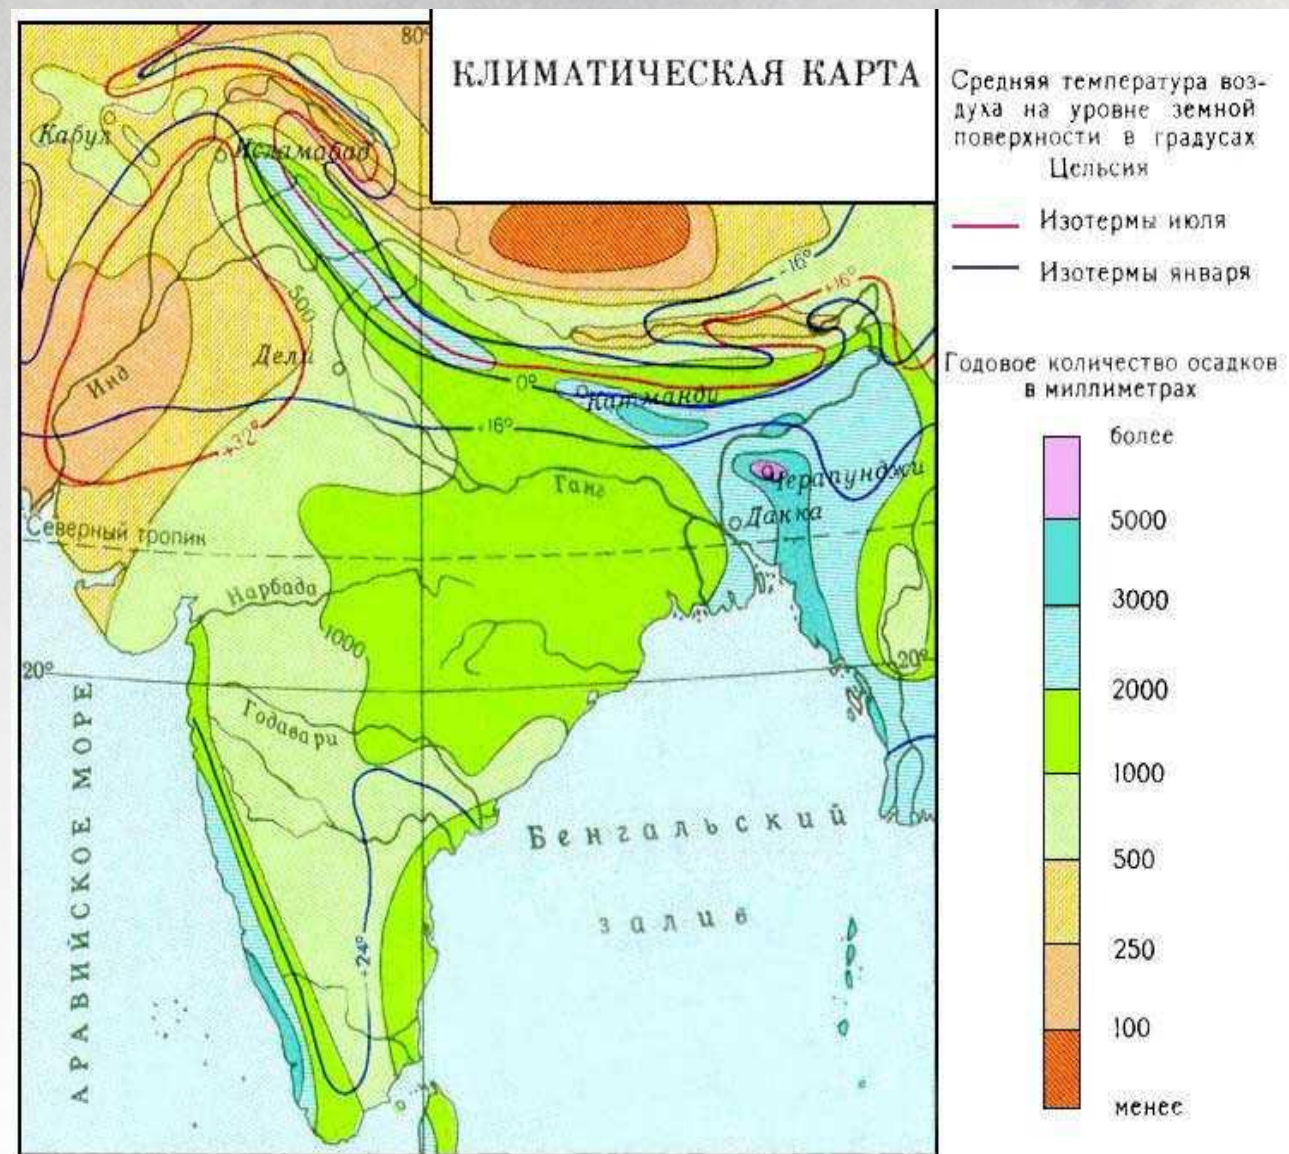 КЛИМАТИЧЕСКАЯ КАРТА
80°
Кабул
Исламабад
500
Дели
Инд
+32°
+16°
0°
Катманду
-16°
+16°
Ганг
Черапунджи
Дакка
Северный тропик
Нарбада
1000
20°
20°
Годавари
+24°
АРАВИЙСКОЕ МОРЕ
Бенгальский
залив
Средняя температура воз-
духа на уровне земной
поверхности в градусах
Цельсия
Изотермы июля
Изотермы января
Годовое количество осадков
в миллиметрах
более
5000
3000
2000
1000
500
250
100
менее